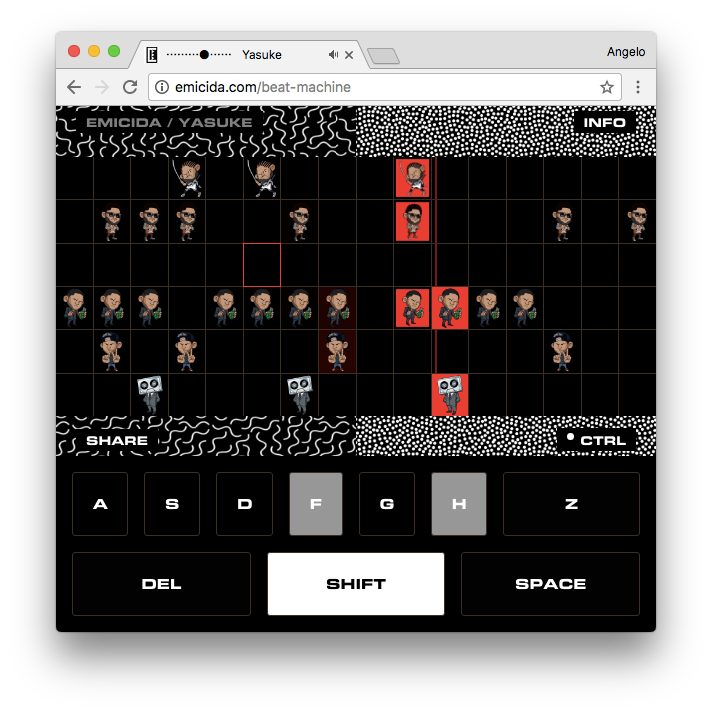 Yasuke
Angelo
emicida.com/beat-machine
EMICIDA / YASUKE
INFO
SHARE
CTRL
A S D F G H Z
DEL SHIFT SPACE